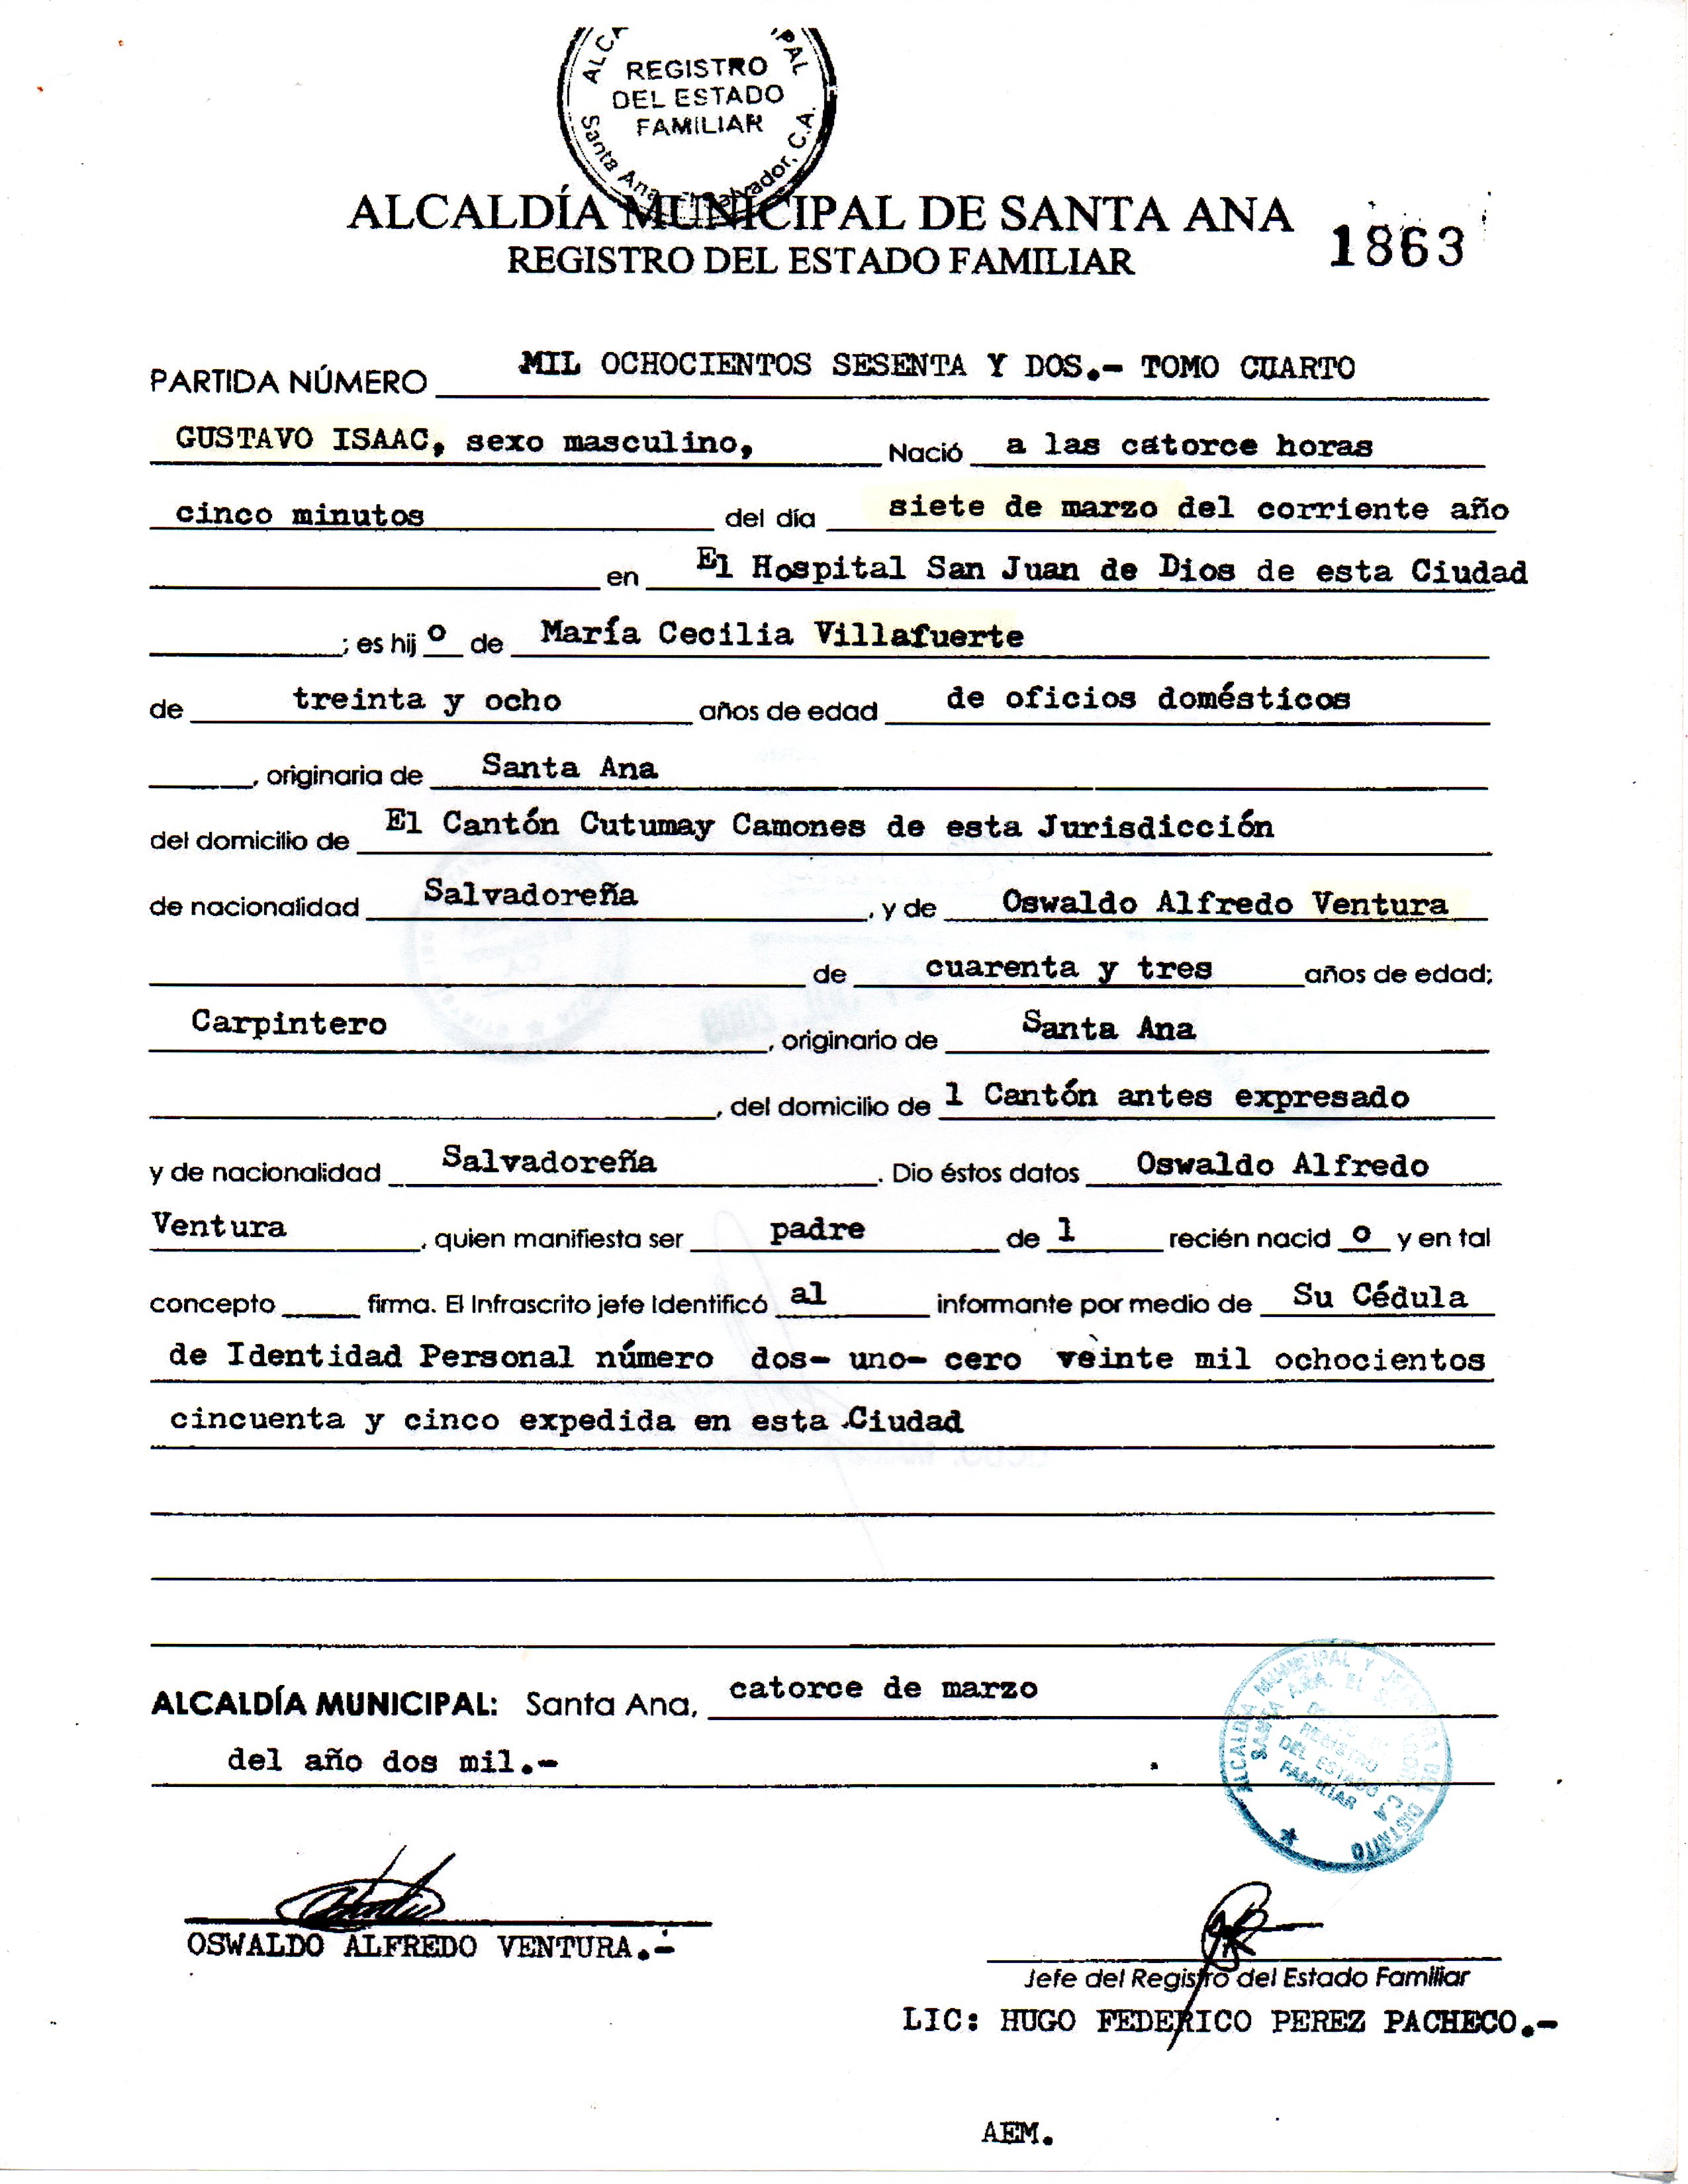 REGISTRO
DEL ESTADO
FAMILIAR
Santa Ana Salvador, C.A.
ALCALDÍA MUNICIPAL DE SANTA ANA
REGISTRO DEL ESTADO FAMILIAR
1863
PARTIDA NÚMERO MIL OCHOCIENTOS SESENTA Y DOS.- TOMO CUARTO
GUSTAVO ISAAC, sexo masculino, Nació a las catorce horas
cinco minutos del día siete de marzo del corriente año
en El Hospital San Juan de Dios de esta Ciudad
; es hij o de María Cecilia Villafuerte
de treinta y ocho años de edad de oficios domésticos
, originaria de Santa Ana
del domicilio de El Cantón Cutumay Camones de esta Jurisdicción
de nacionalidad Salvadoreña , y de Oswaldo Alfredo Ventura
de cuarenta y tres años de edad;
Carpintero , originario de Santa Ana
, del domicilio de l Cantón antes expresado
y de nacionalidad Salvadoreña . Dio éstos datos Oswaldo Alfredo
Ventura , quien manifiesta ser padre de l recién nacid o y en tal
concepto firma. El Infrascrito jefe Identificó al informante por medio de Su Cédula
de Identidad Personal número dos- uno- cero veinte mil ochocientos
cincuenta y cinco expedida en esta Ciudad
ALCALDÍA MUNICIPAL: Santa Ana, catorce de marzo
del año dos mil.-
ALCALDIA MUNICIPAL Y DEL DISTRITO
SANTA ANA, EL
REGISTRO
DEL ESTADO
FAMILIAR
OSWALDO ALFREDO VENTURA.-
Jefe del Registro del Estado Familiar
LIC: HUGO FEDERICO PEREZ PACHECO.-
AEM.